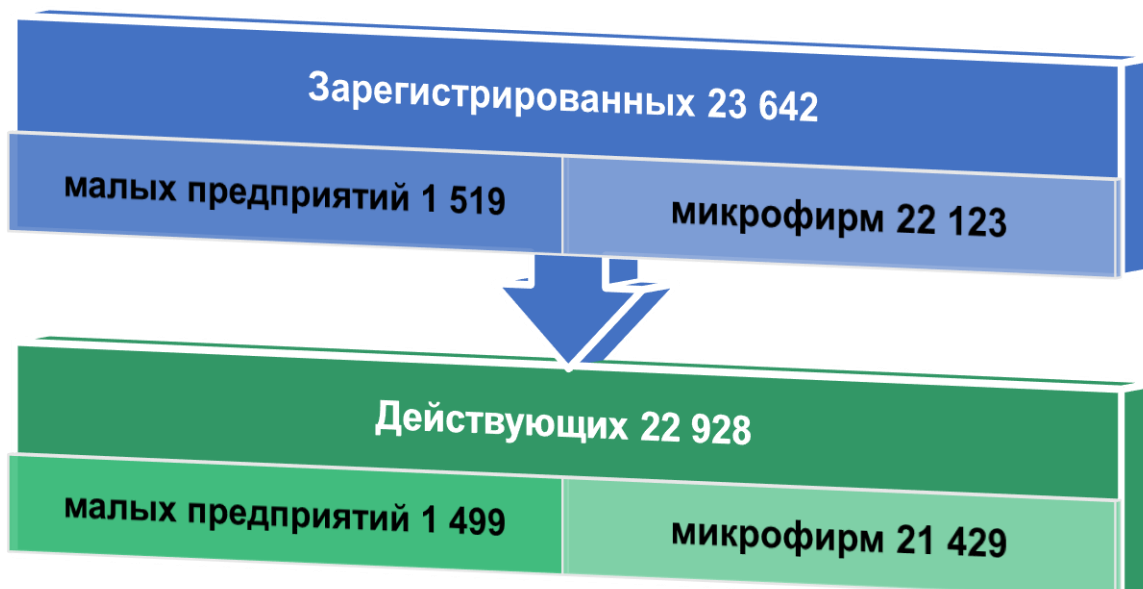 Зарегистрированных 23 642
малых предприятий 1 519
микрофирм 22 123
Действующих 22 928
малых предприятий 1 499
микрофирм 21 429